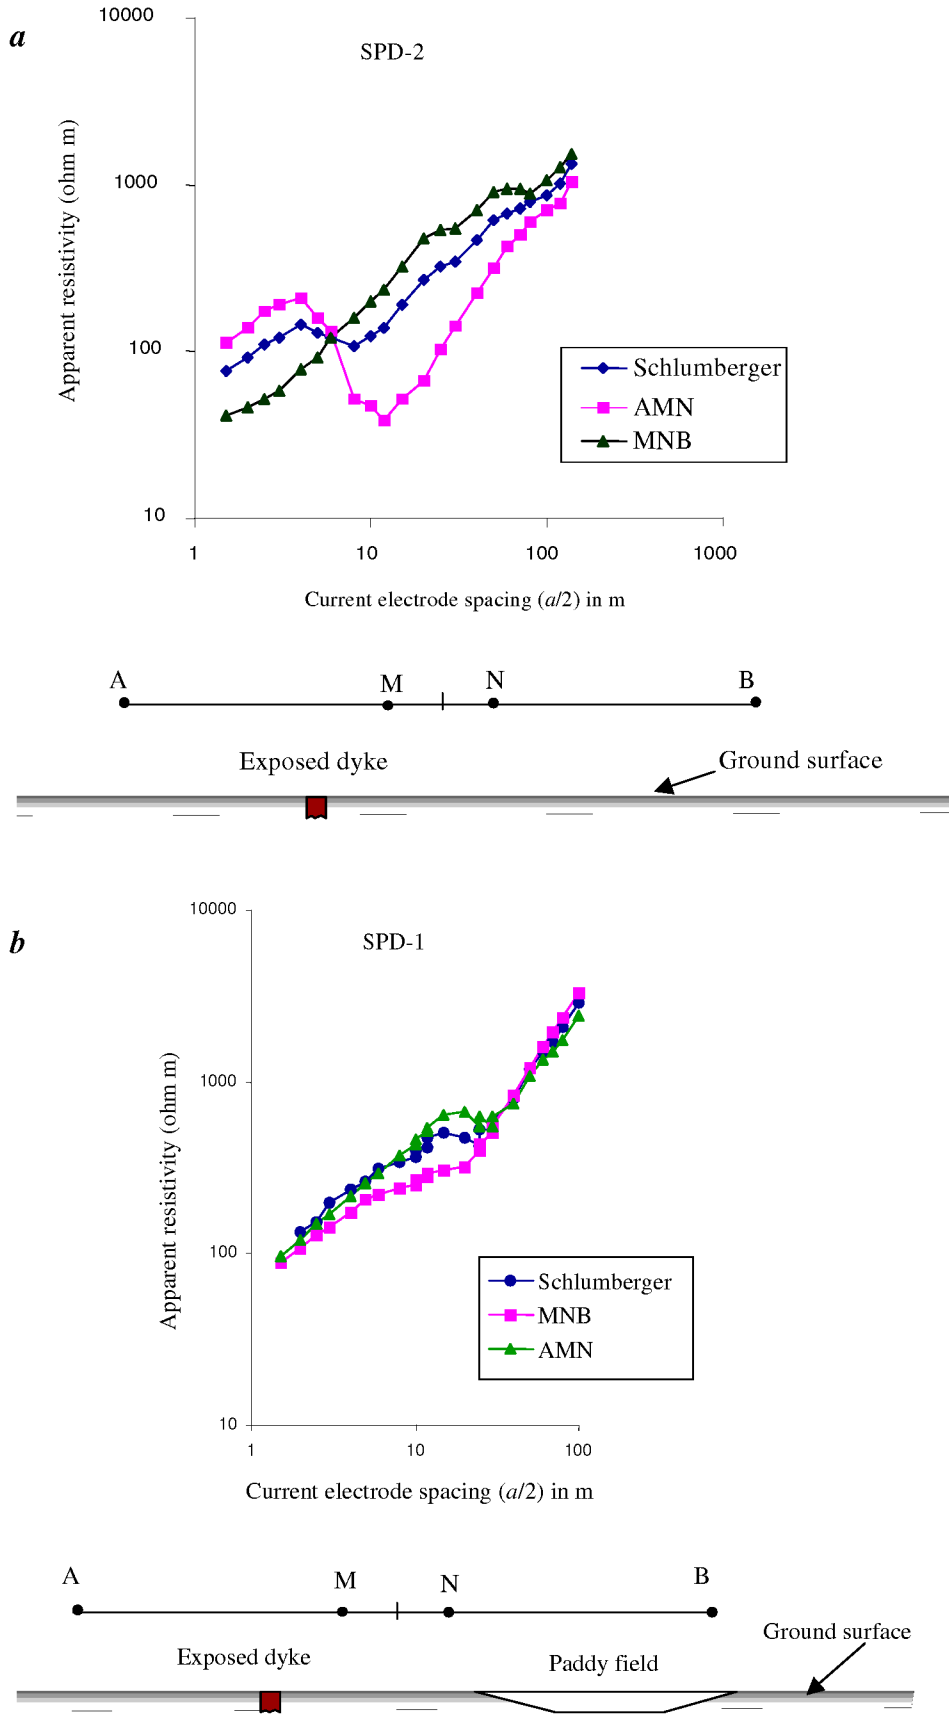 a
SPD-2
10000
1000
100
10
Apparent resistivity (ohm m)
1
10
100
1000
Current electrode spacing (a/2) in m
Schlumberger
AMN
MNB
A
M
N
B
Exposed dyke
Ground surface
b
SPD-1
10000
1000
100
10
Apparent resistivity (ohm m)
1
10
100
Current electrode spacing (a/2) in m
Schlumberger
MNB
AMN
A
M
N
B
Exposed dyke
Paddy field
Ground surface